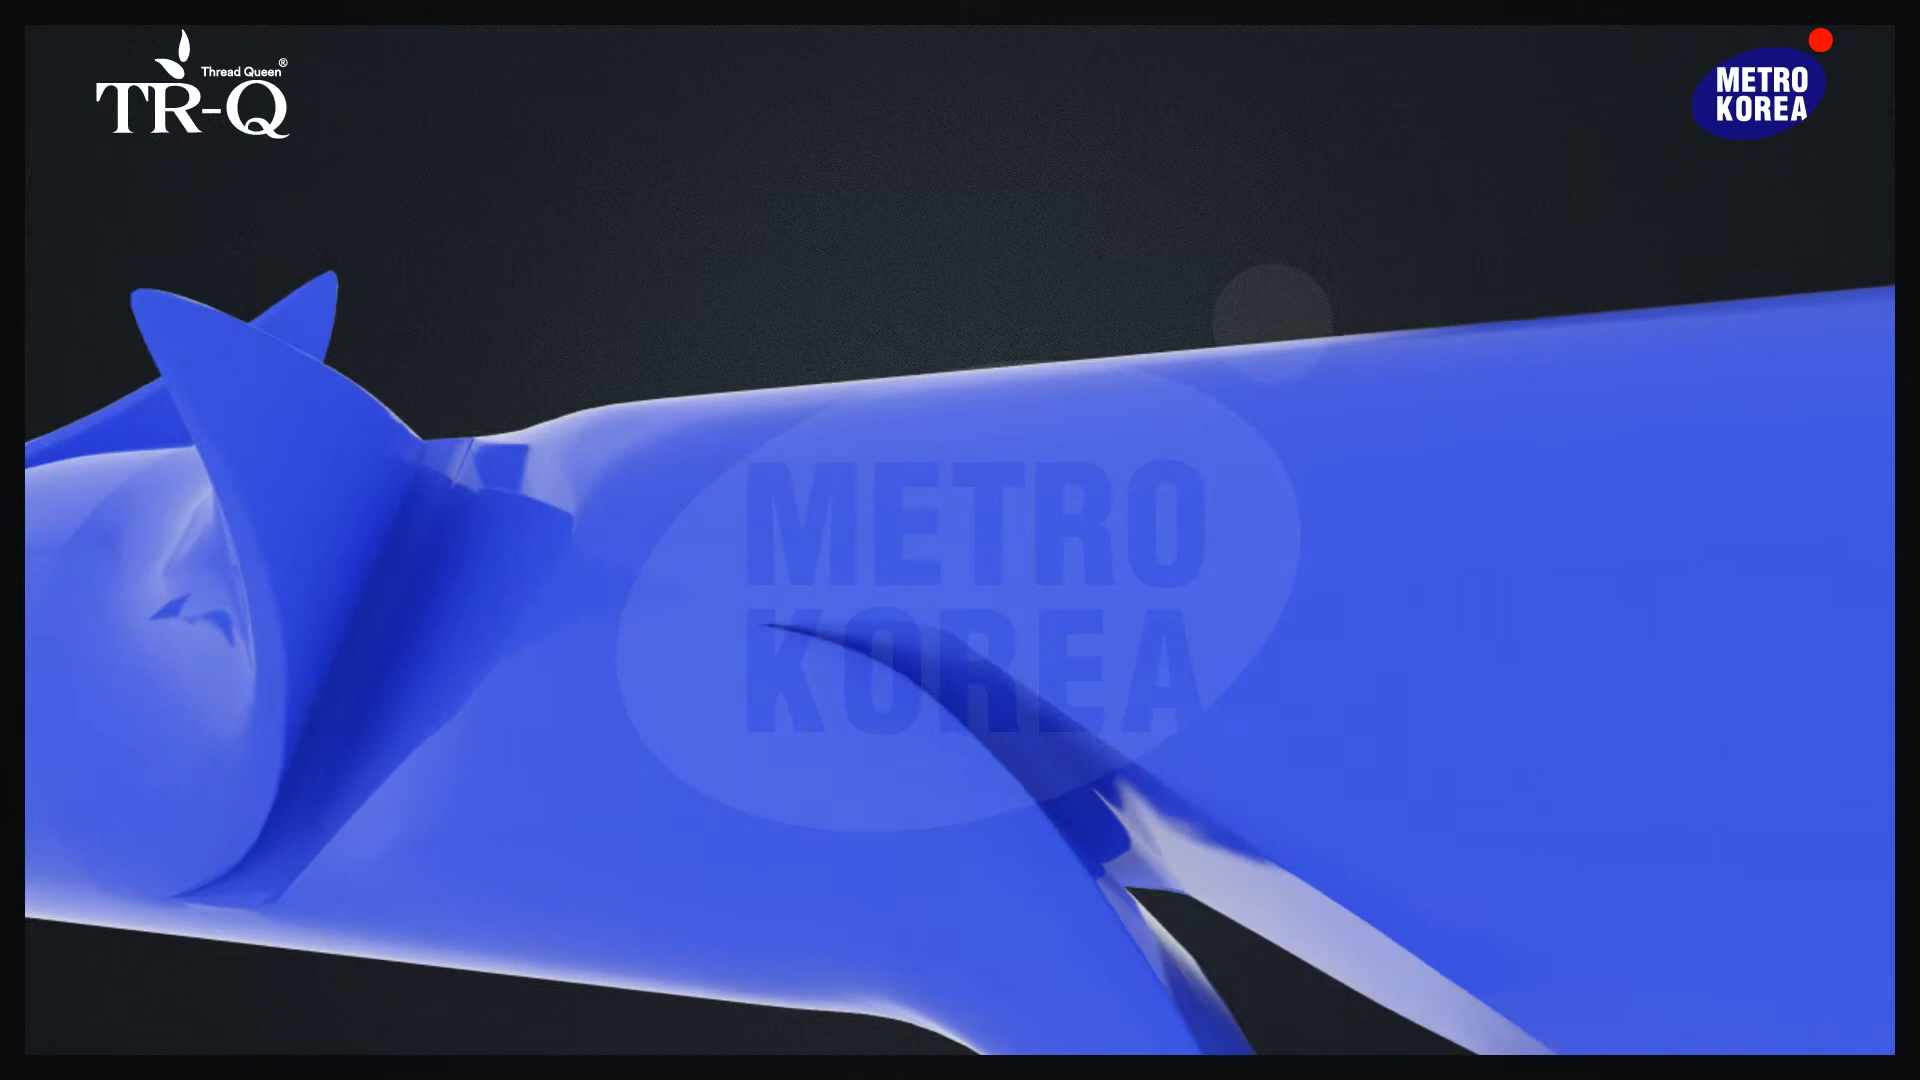 Thread Queen®
TR-Q
METRO
KOREA
METRO
KOREA